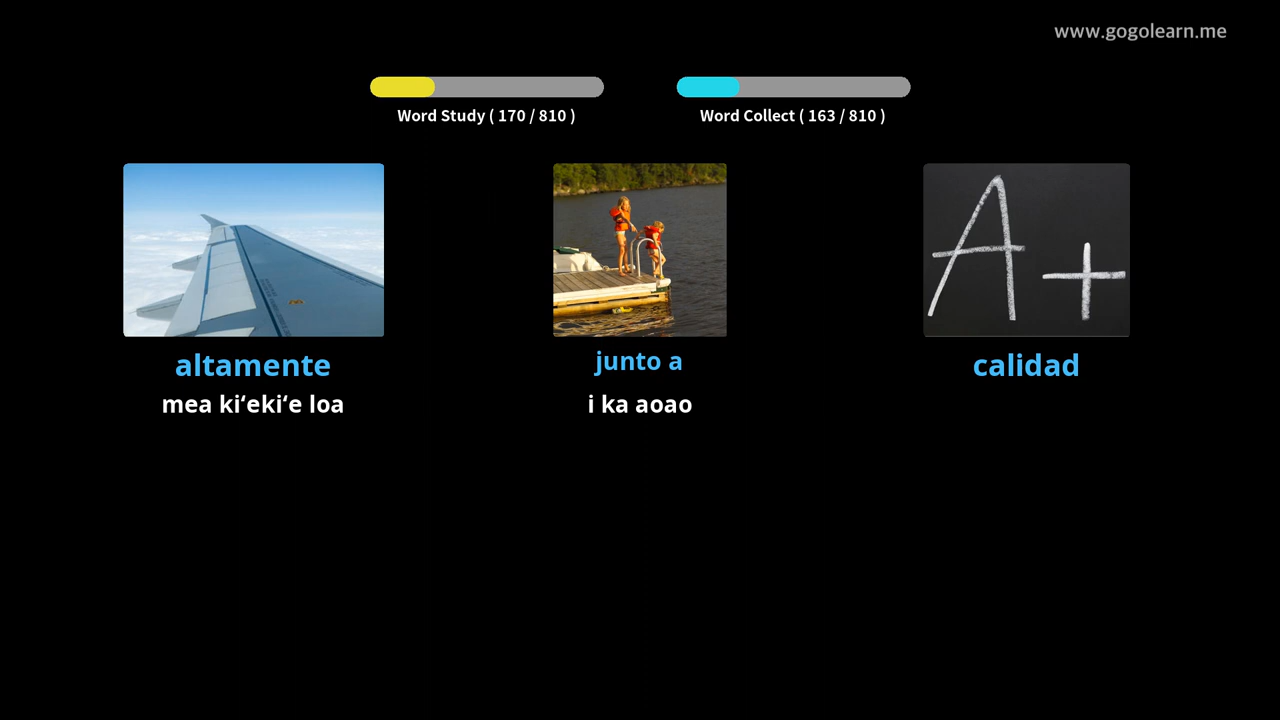 www.gogolearn.me
Word Study ( 170 / 810 )
Word Collect ( 163 / 810 )
A+
altamente
junto a
calidad
mea kiʻekiʻe loa
i ka aoao